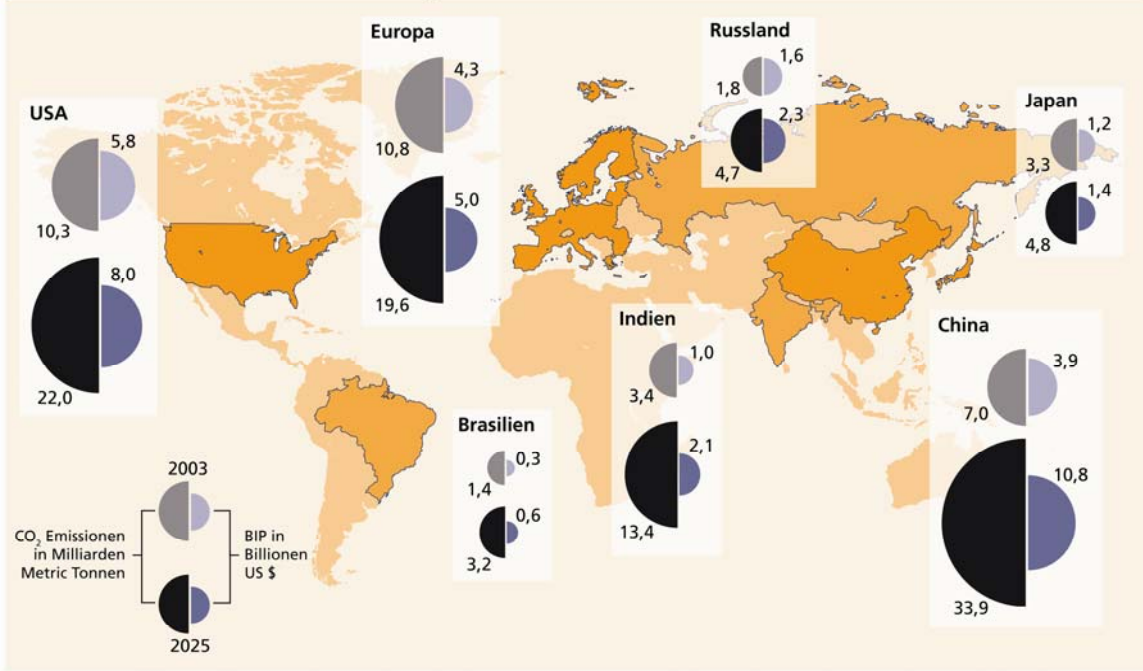 Europa
4,3
10,8
5,0
19,6
Russland
1,6
1,8
2,3
4,7
USA
5,8
10,3
8,0
22,0
Japan
1,2
3,3
1,4
4,8
Indien
1,0
3,4
2,1
13,4
China
3,9
7,0
10,8
33,9
Brasilien
0,3
1,4
0,6
3,2
2003
CO₂ Emissionen
in Milliarden
Metric Tonnen
BIP in
Billionen
US $
2025